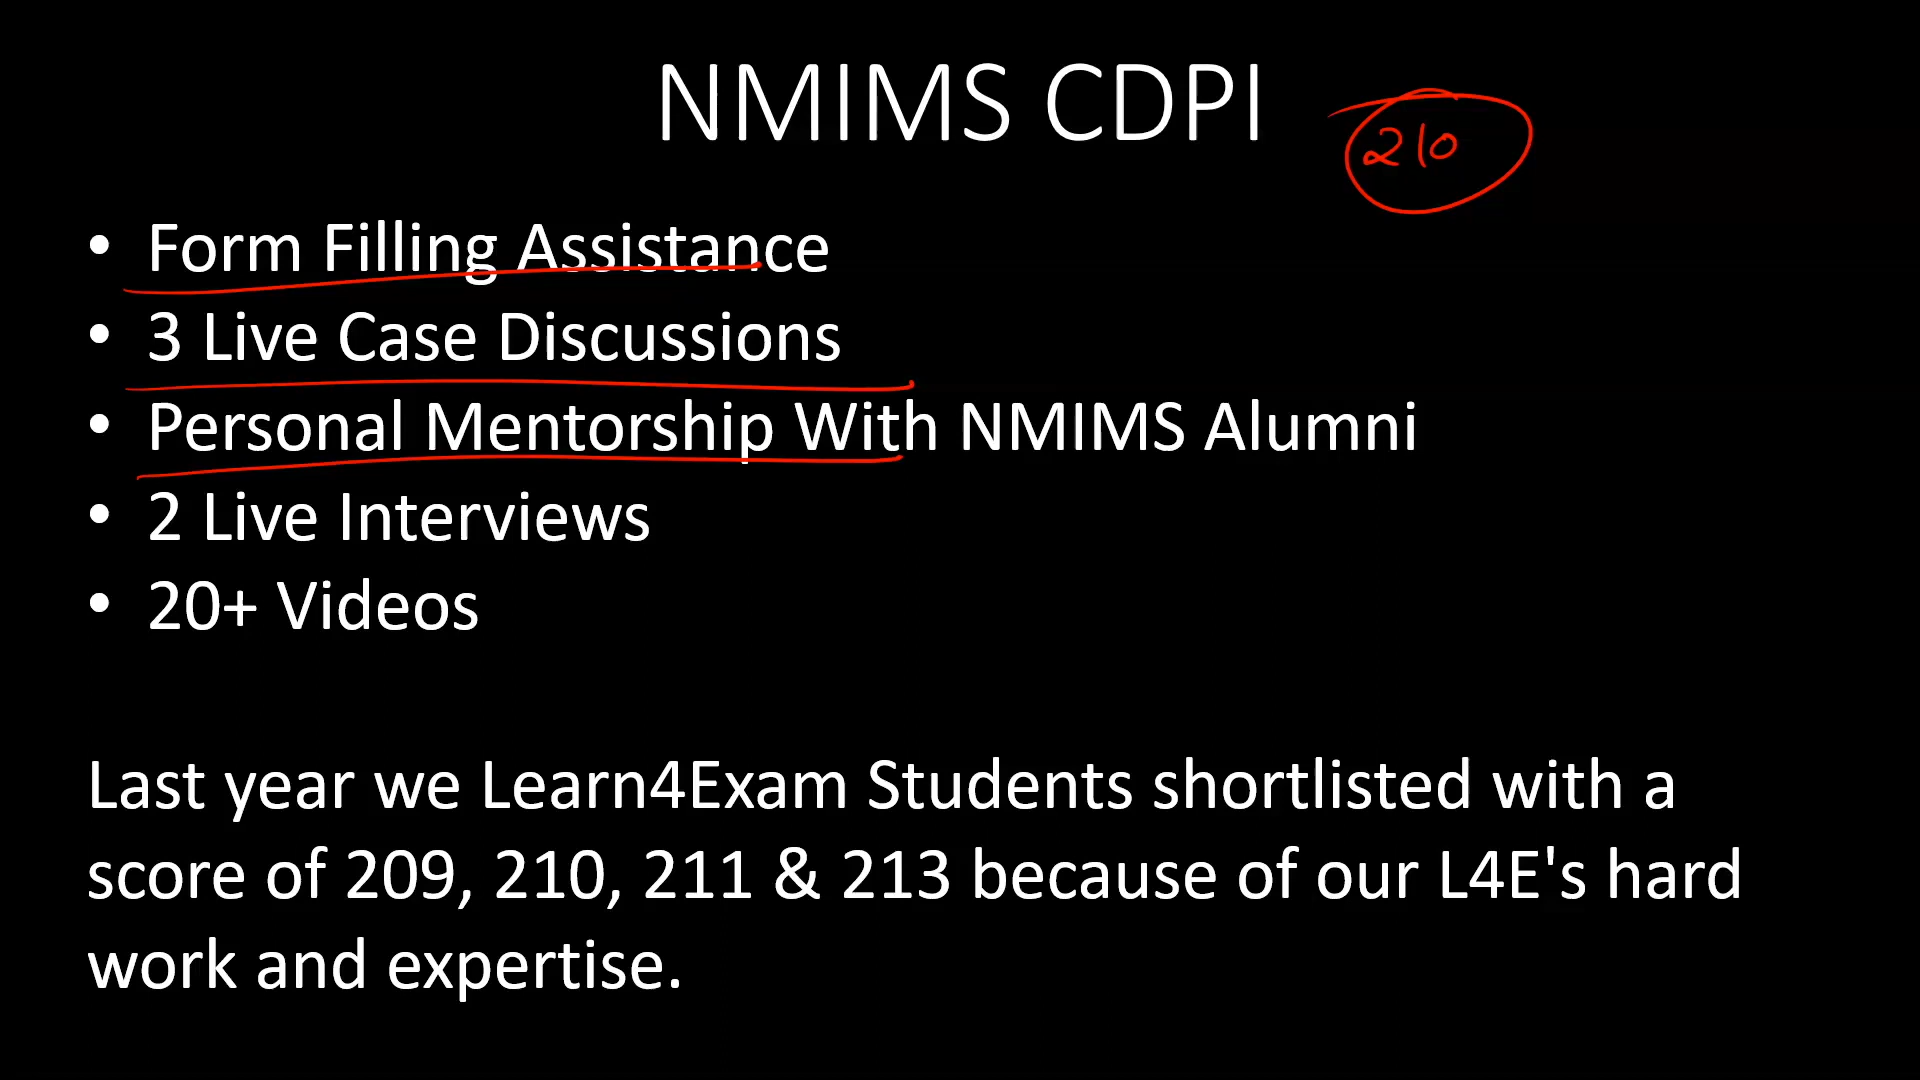 NMIMS CDPI
210
• Form Filling Assistance
• 3 Live Case Discussions
• Personal Mentorship With NMIMS Alumni
• 2 Live Interviews
• 20+ Videos
Last year we Learn4Exam Students shortlisted with a
score of 209, 210, 211 & 213 because of our L4E's hard
work and expertise.